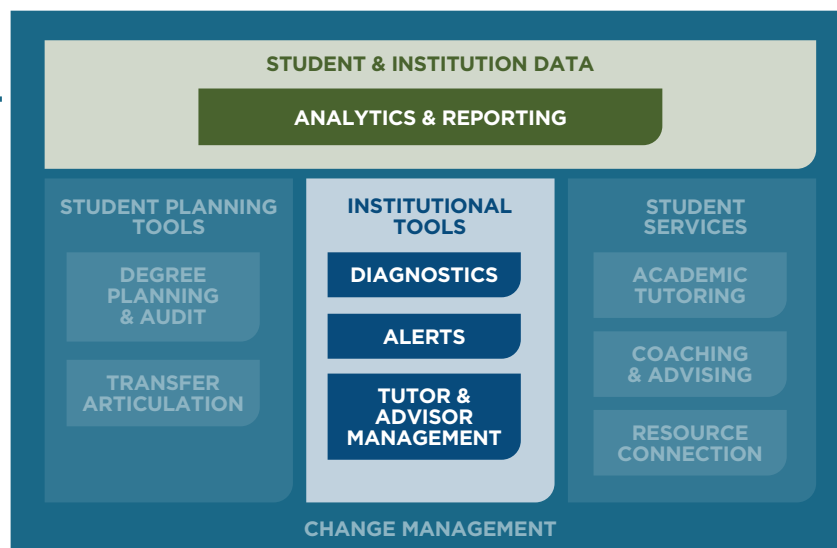 STUDENT & INSTITUTION DATA
ANALYTICS & REPORTING
STUDENT PLANNING
TOOLS
DEGREE
PLANNING
& AUDIT
TRANSFER
ARTICULATION
INSTITUTIONAL
TOOLS
DIAGNOSTICS
ALERTS
TUTOR &
ADVISOR
MANAGEMENT
STUDENT
SERVICES
ACADEMIC
TUTORING
COACHING
& ADVISING
RESOURCE
CONNECTION
CHANGE MANAGEMENT